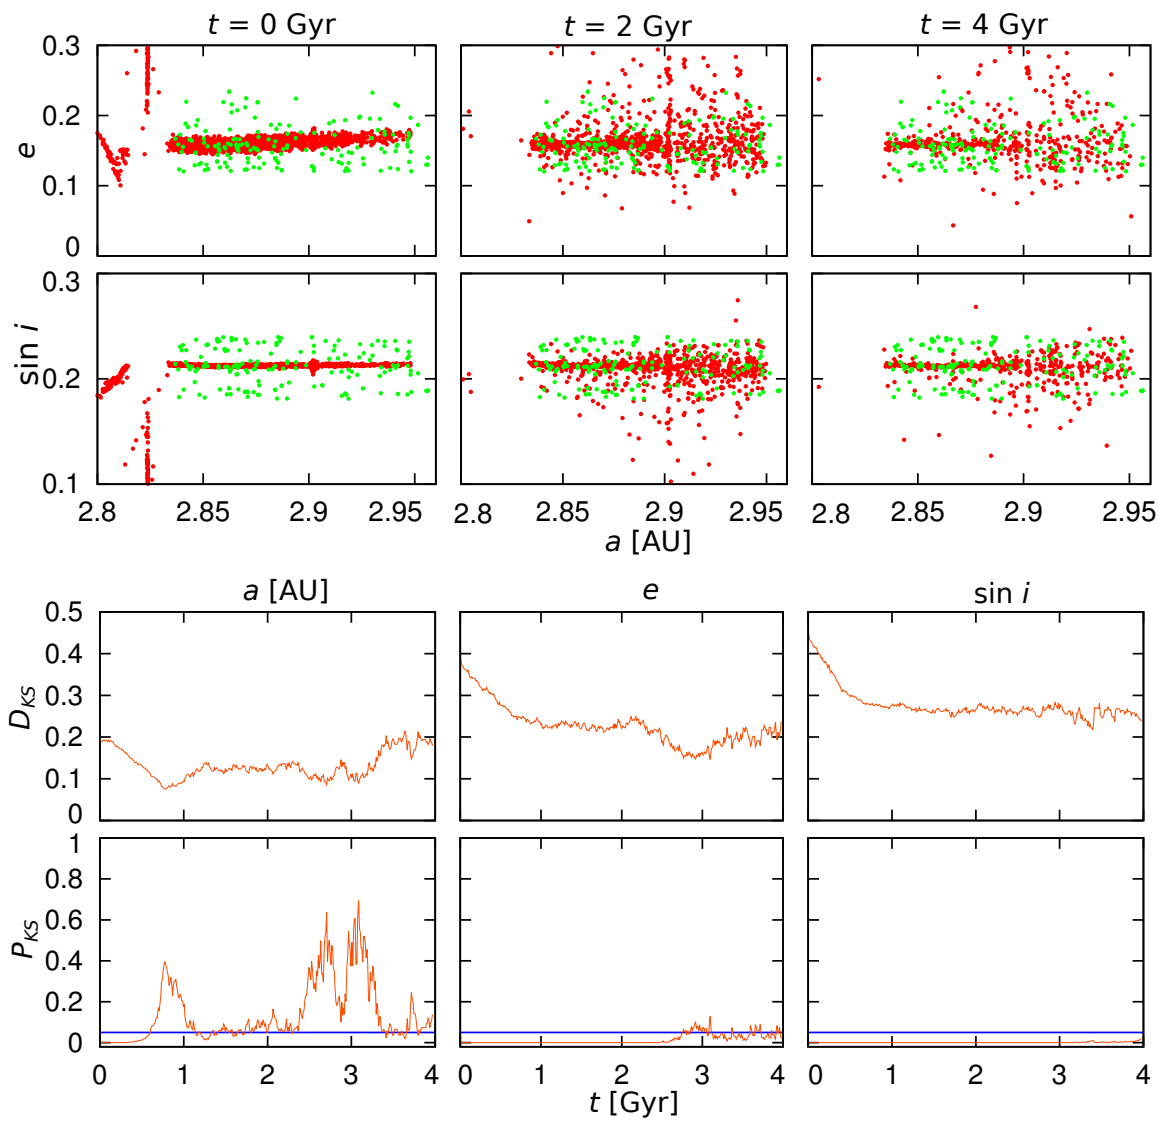 t = 0 Gyr t = 2 Gyr t = 4 Gyr
0.3
0.2
0.1
0
e
0.3
0.2
0.1
sin i
2.8 2.85 2.9 2.95 2.8 2.85 2.9 2.95 2.8 2.85 2.9 2.95
a [AU]
a [AU] e sin i
0.5
0.4
0.3
0.2
0.1
0
D_KS
1
0.8
0.6
0.4
0.2
0
P_KS
0 1 2 3 4 0 1 2 3 4 0 1 2 3 4
t [Gyr]